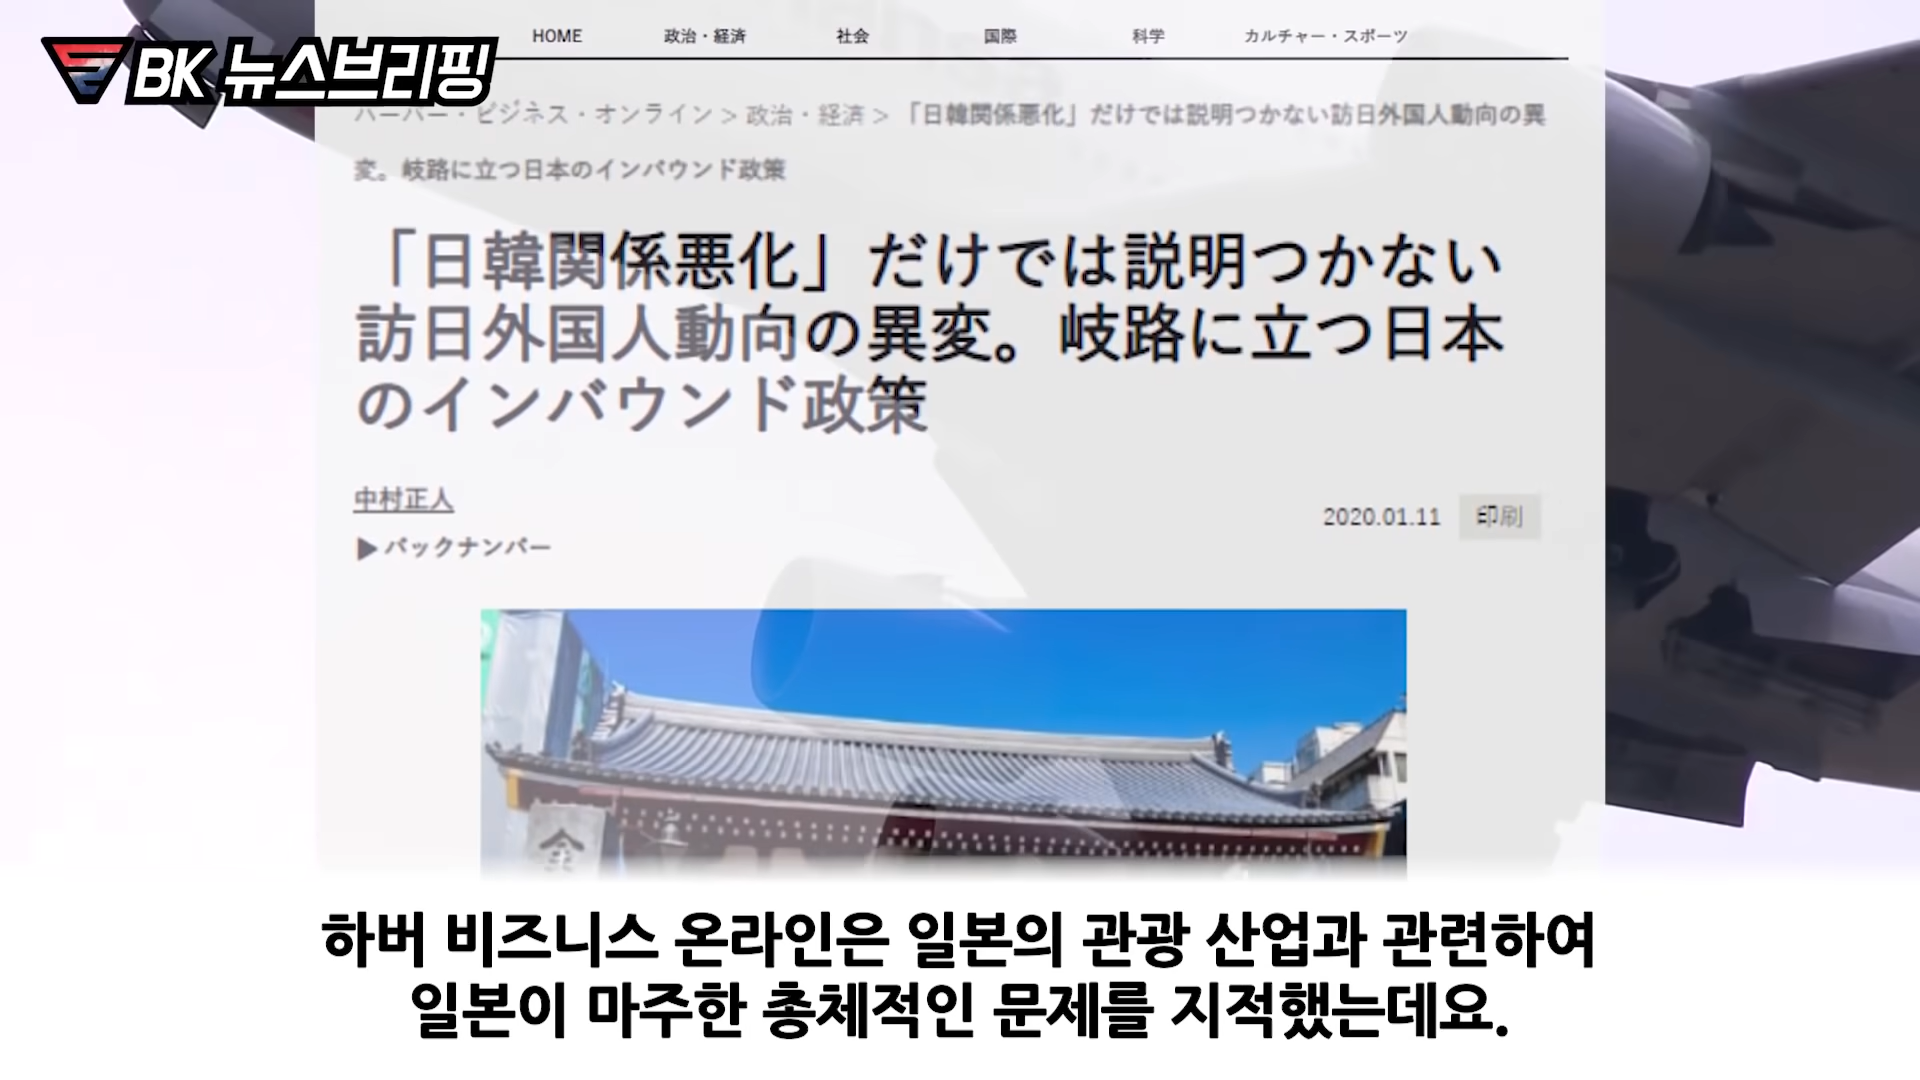 BK 뉴스브리핑
HOME 政治・経済 社会 国際 科学 カルチャー・スポーツ
ハーバー・ビジネス・オンライン > 政治・経済 > 「日韓関係悪化」だけでは説明つかない訪日外国人動向の異
変。岐路に立つ日本のインバウンド政策
「日韓関係悪化」だけでは説明つかない
訪日外国人動向の異変。岐路に立つ日本
のインバウンド政策
中村正人
2020.01.11 印刷
▶バックナンバー
하버 비즈니스 온라인은 일본의 관광 산업과 관련하여
일본이 마주한 총체적인 문제를 지적했는데요.